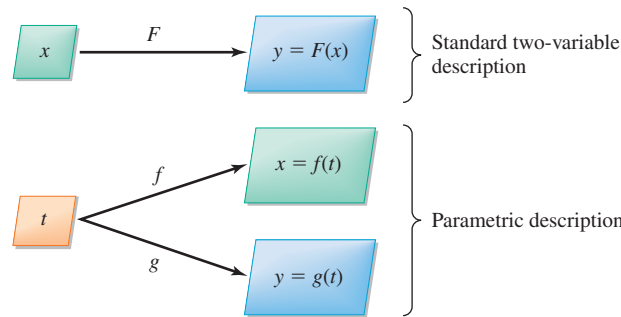 x
F
y = F(x)
Standard two-variable
description
t
f
g
x = f(t)
y = g(t)
Parametric description